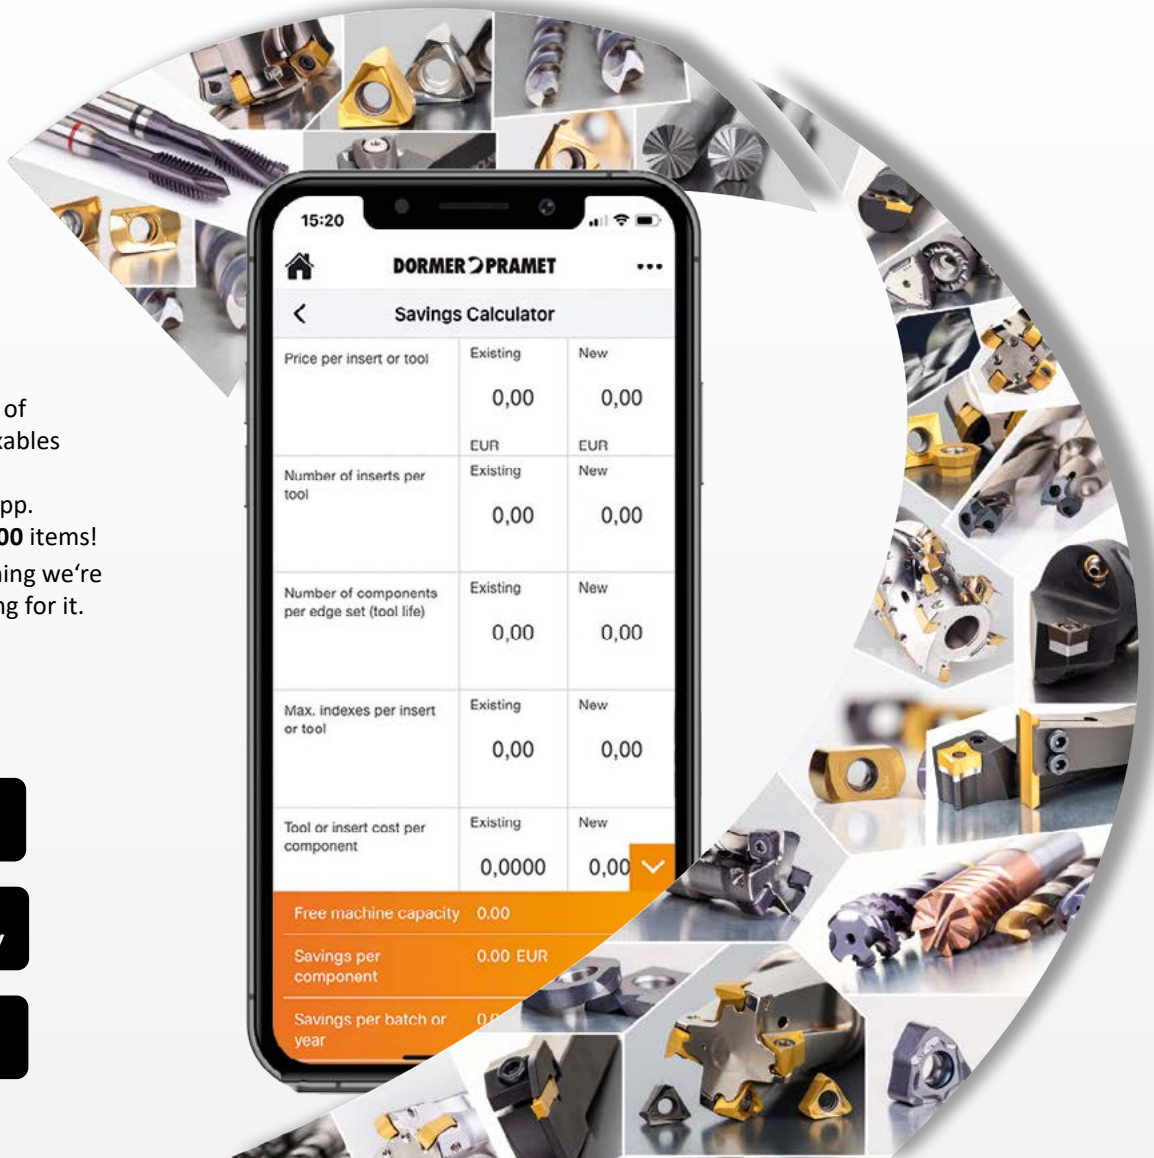 of
pp.
00 items!
we're
for it.
15:20
DORMER PRAMET
Savings Calculator
Price per insert or tool
Existing
New
0,00
0,00
EUR
EUR
Number of inserts per
tool
Existing
New
0,00
0,00
Number of components
per edge set (tool life)
Existing
New
0,00
0,00
Max. indexes per insert
or tool
Existing
New
0,00
0,00
Tool or insert cost per
component
Existing
New
0,0000
0,00
Free machine capacity 0.00
Savings per
component
0.00 EUR
Savings per batch or
year